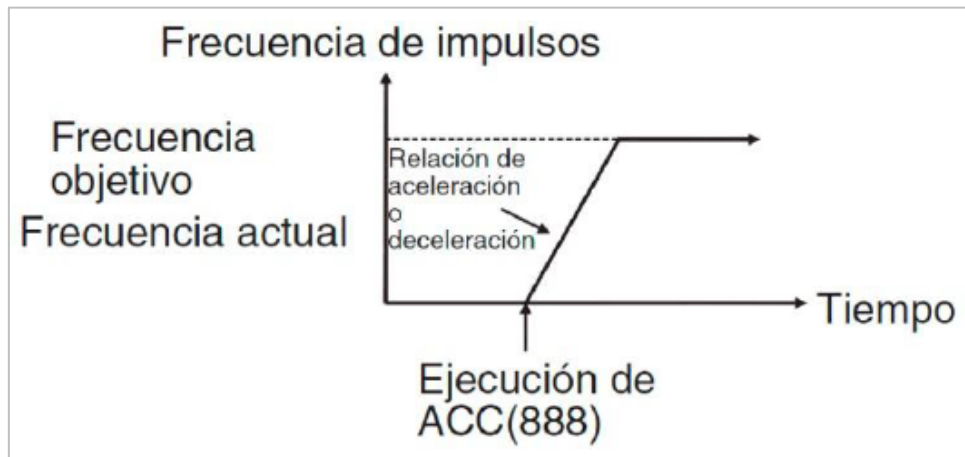 Frecuencia de impulsos
Frecuencia
objetivo
Frecuencia actual
Relación de
aceleración
o
deceleración
Tiempo
Ejecución de
ACC(888)